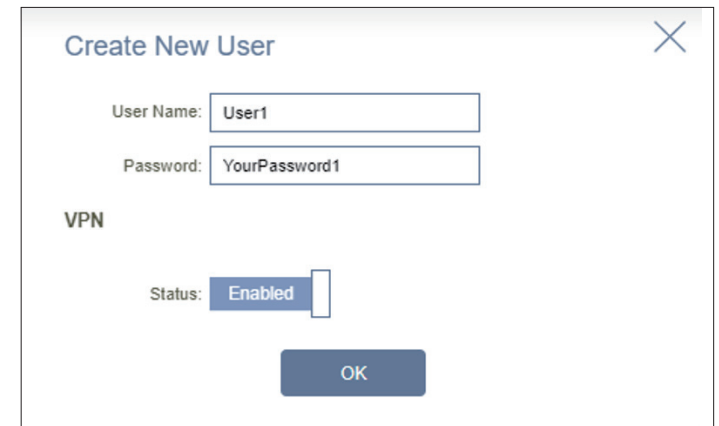 Create New User
User Name: User1
Password: YourPassword1
VPN
Status: Enabled
OK